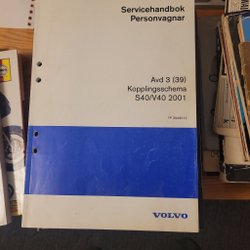 Servicehandbok
Personvagnar
Avd 3 (39)
Kopplingsschema
S40/V40 2001
VOLVO